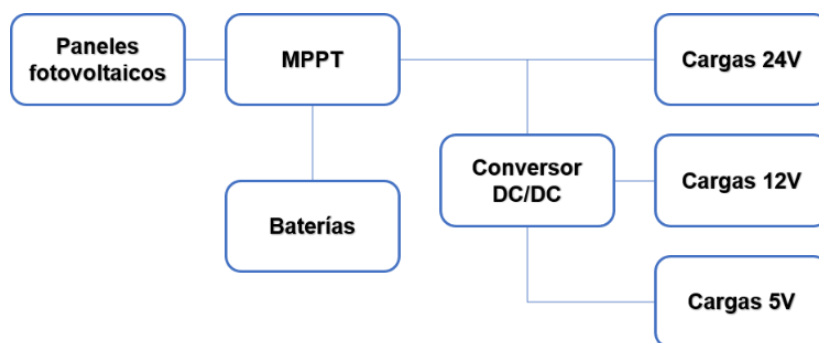 Paneles
fotovoltaicos
MPPT
Cargas 24V
Conversor
DC/DC
Cargas 12V
Baterías
Cargas 5V